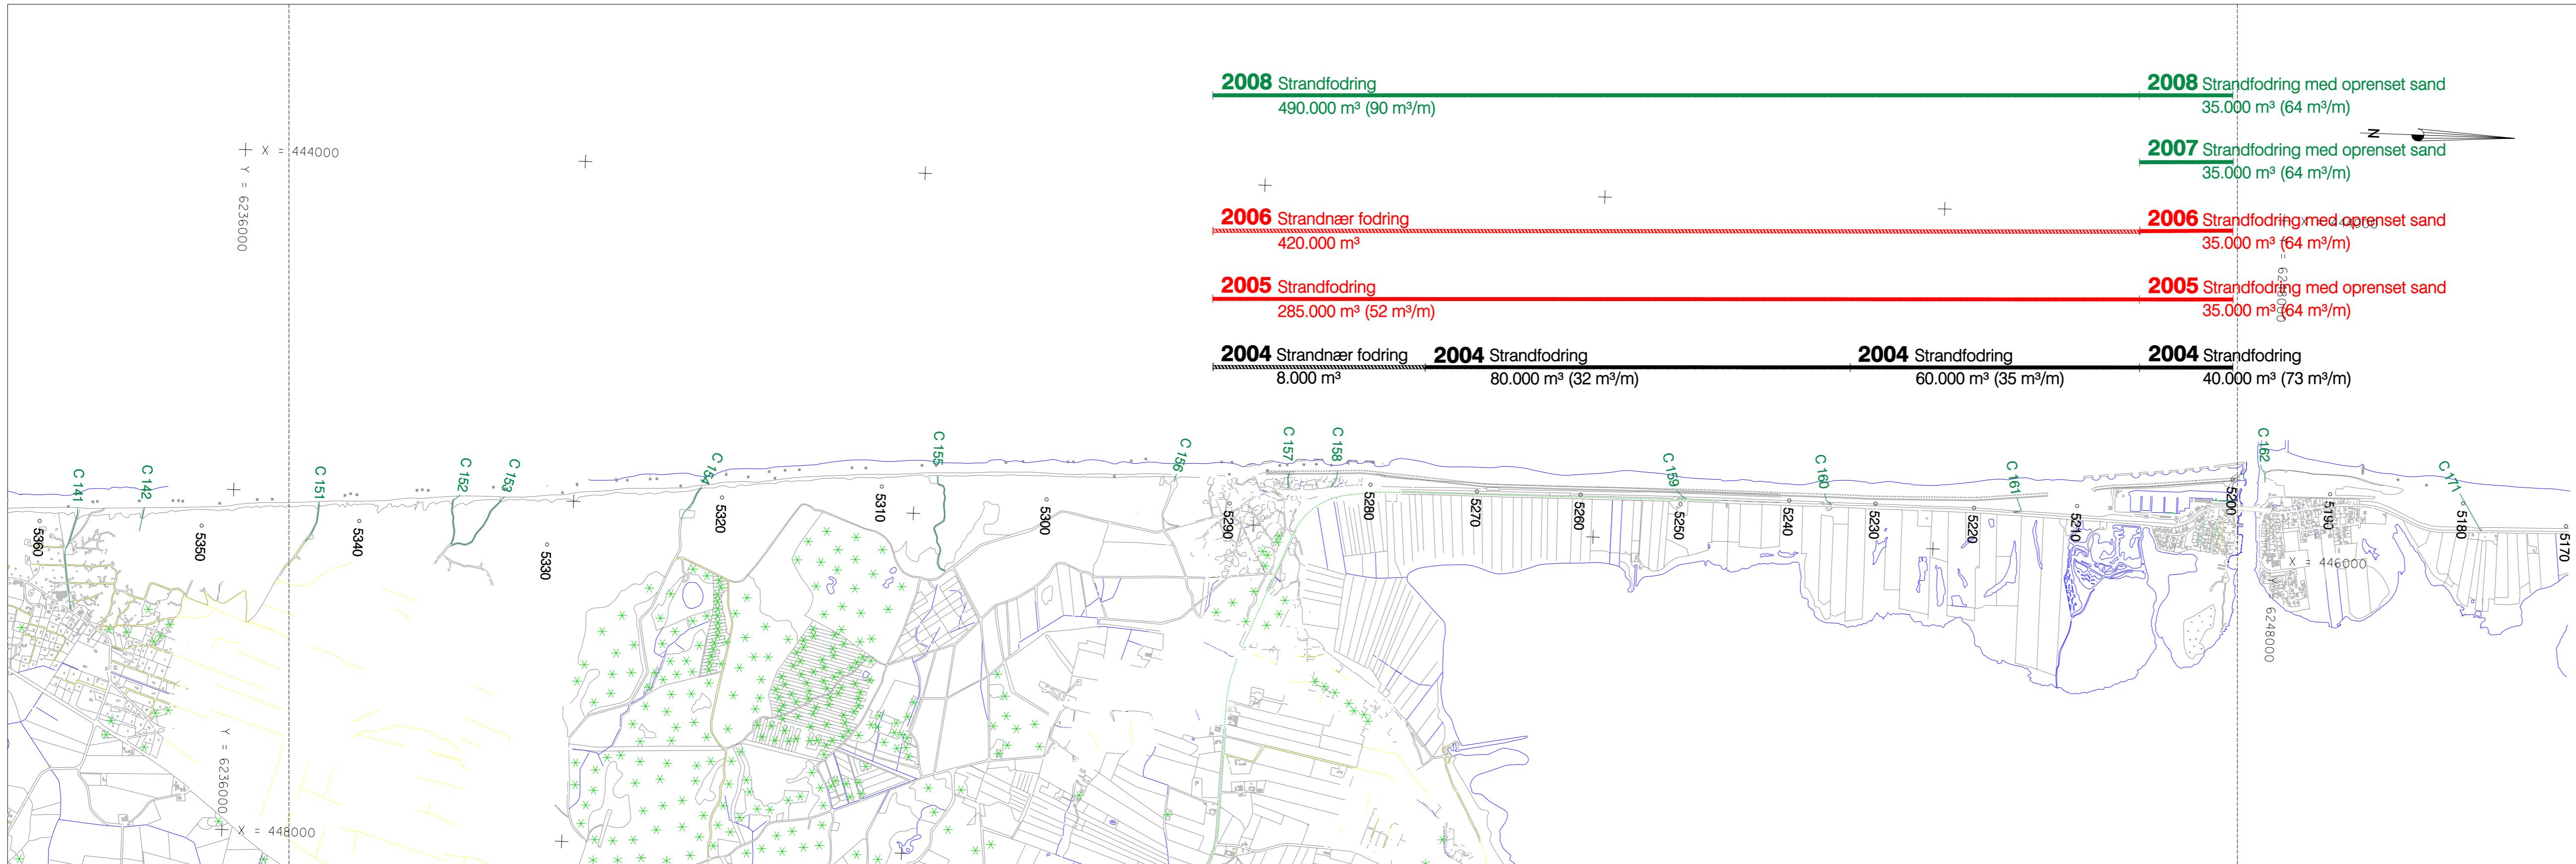 2008 Strandfodring
490.000 m³ (90 m³/m)
2008 Strandfodring med oprenset sand
35.000 m³ (64 m³/m)
N
2007 Strandfodring med oprenset sand
35.000 m³ (64 m³/m)
X = 444000
Y = 6236000
2006 Strandnær fodring
420.000 m³
2006 Strandfodring med oprenset sand
35.000 m³ (64 m³/m)
X = 444000
Y = 6248000
2005 Strandfodring
285.000 m³ (52 m³/m)
2005 Strandfodring med oprenset sand
35.000 m³ (64 m³/m)
2004 Strandnær fodring
8.000 m³
2004 Strandfodring
80.000 m³ (32 m³/m)
2004 Strandfodring
60.000 m³ (35 m³/m)
2004 Strandfodring
40.000 m³ (73 m³/m)
C 141
C 142
C 151
C 152
C 153
C 154
C 155
C 156
C 157
C 158
C 159
C 160
C 161
C 162
C 171
5360
5350
5340
5330
5320
5310
5300
5290
5280
5270
5260
5250
5240
5230
5220
5210
5200
5190
5180
5170
X = 446000
Y = 6248000
Y = 6236000
X = 448000